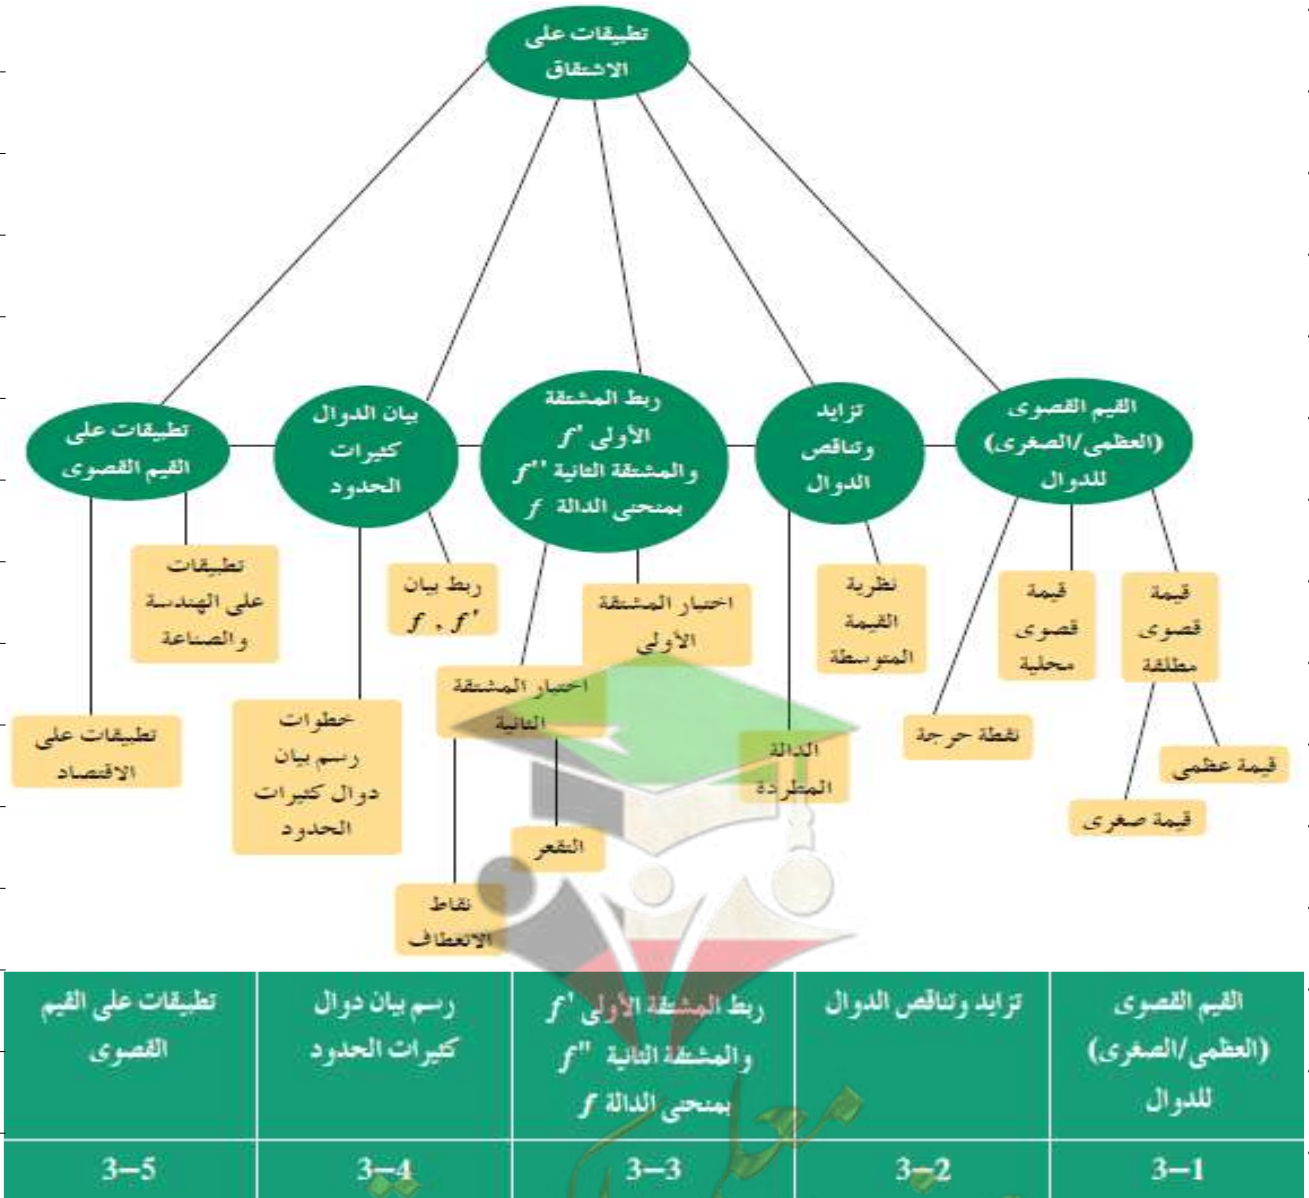 تطبيقات على
الاشتقاق
القيم القصوى
(العظمى/الصغرى)
للدوال
تزايد
وتناقص
الدوال
ربط المشتقة
الأولى f'
والمشتقة الثانية f''
بمنحنى الدالة f
بيان الدوال
كثيرات
الحدود
تطبيقات على
القيم القصوى
قيمة
قصوى
مطلقة
قيمة
قصوى
محلية
نقطة حرجة
قيمة عظمى
قيمة صغرى
نظرية
القيمة
المتوسطة
الدالة
المطردة
اختبار المشتقة
الأولى
اختبار المشتقة
الثانية
التقعر
نقاط
الانعطاف
ربط بيان
f , f'
خطوات
رسم بيان
دوال كثيرات
الحدود
تطبيقات
على الهندسة
والصناعة
تطبيقات على
الاقتصاد
القيم القصوى
(العظمى/الصغرى)
للدوال
تزايد وتناقص الدوال
ربط المشتقة الأولى f'
والمشتقة الثانية f''
بمنحنى الدالة f
رسم بيان دوال
كثيرات الحدود
تطبيقات على القيم
القصوى
3–1
3–2
3–3
3–4
3–5